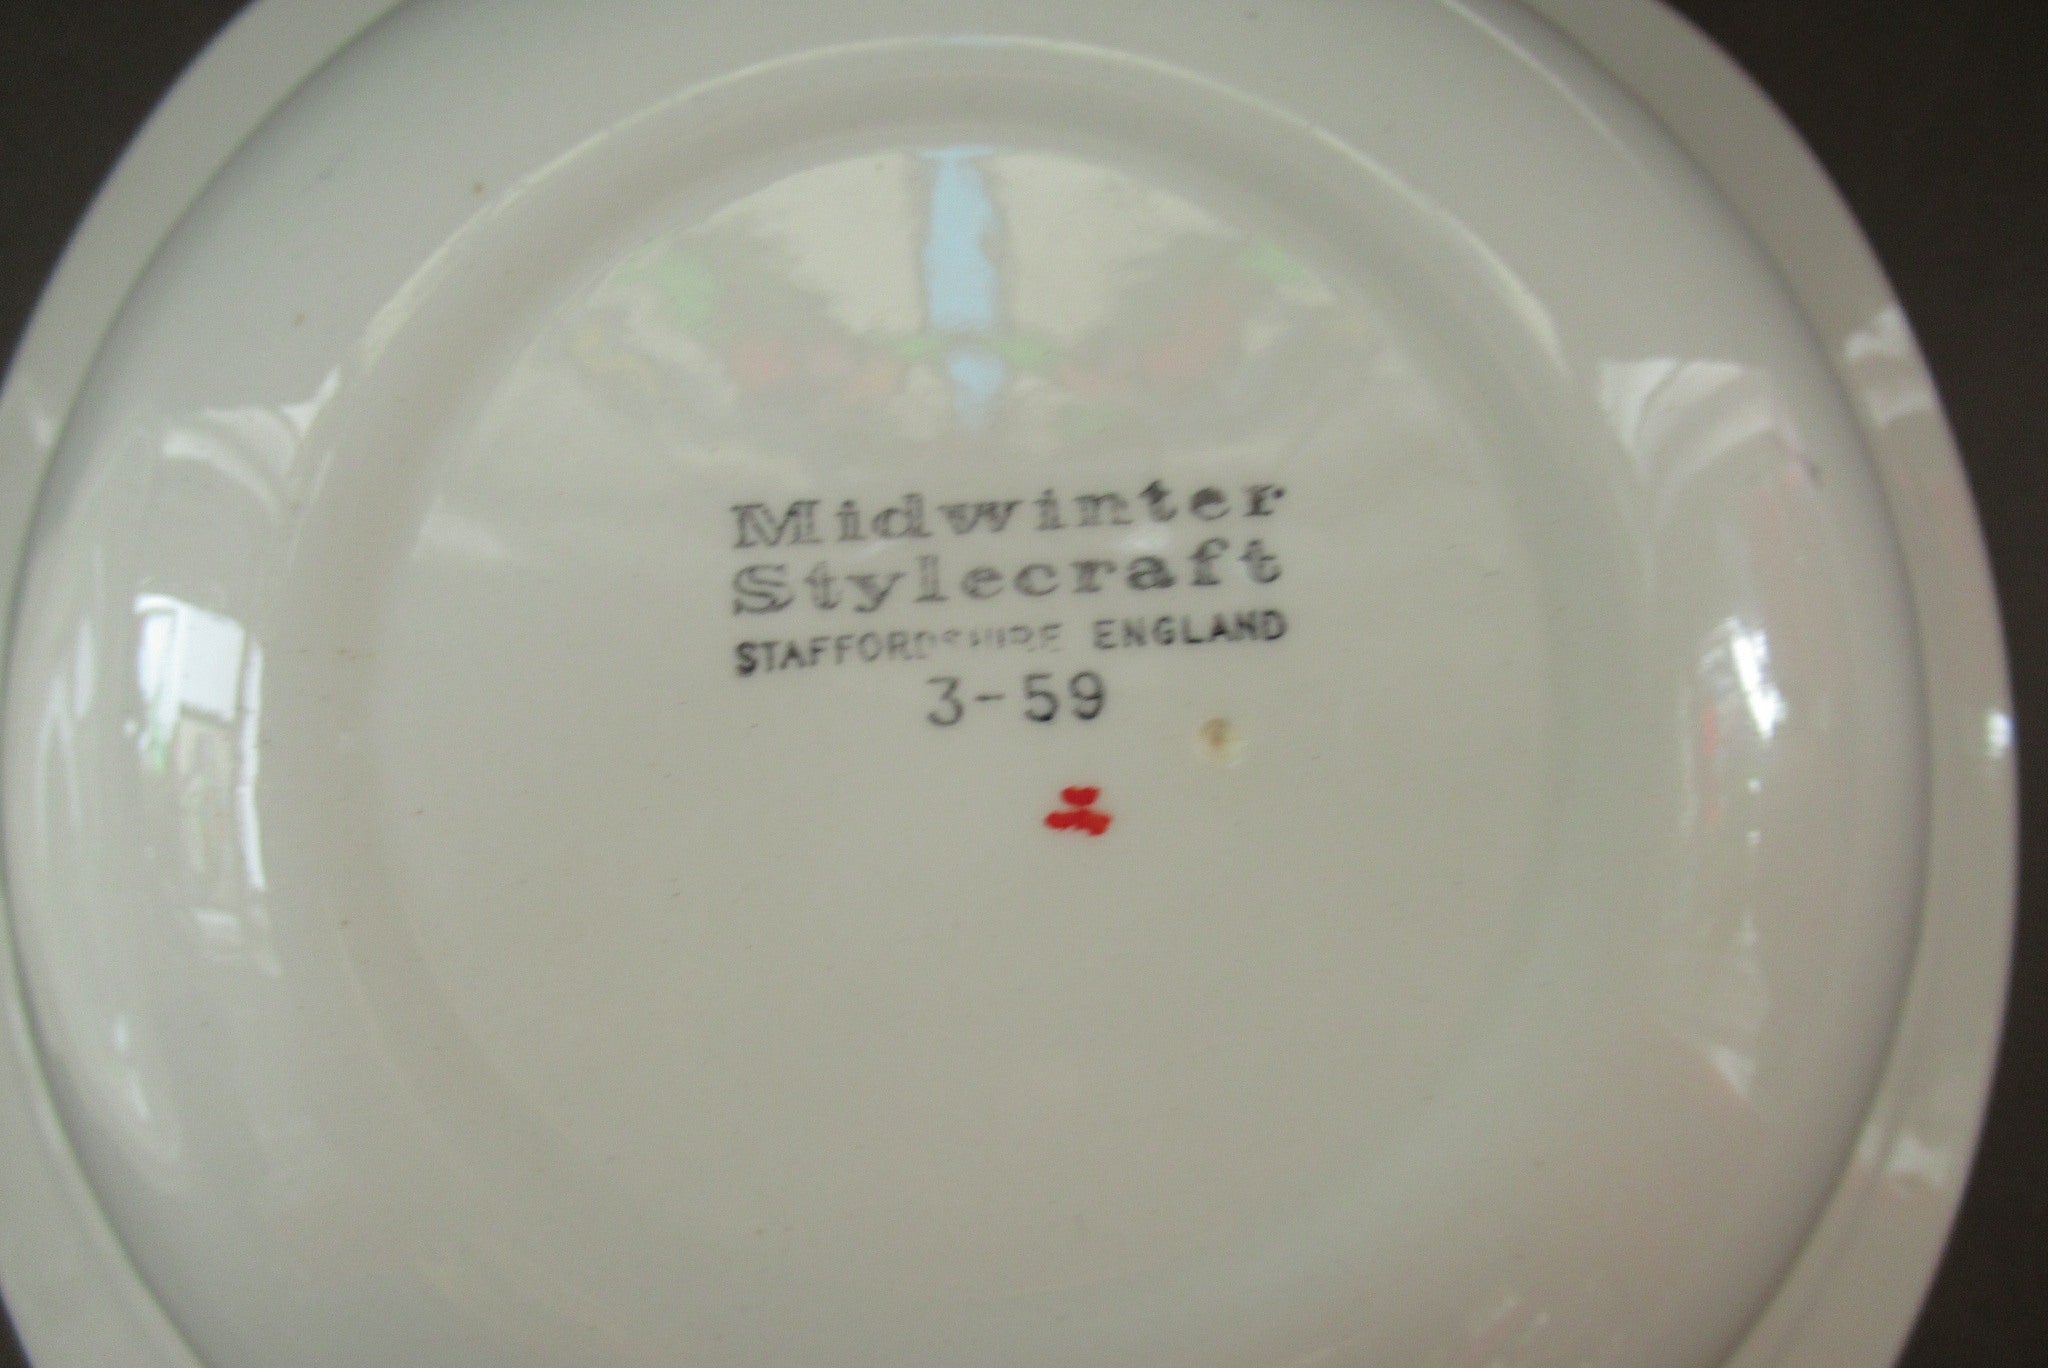 Midwinter
Stylecraft
STAFFORDSHIRE ENGLAND
3-59